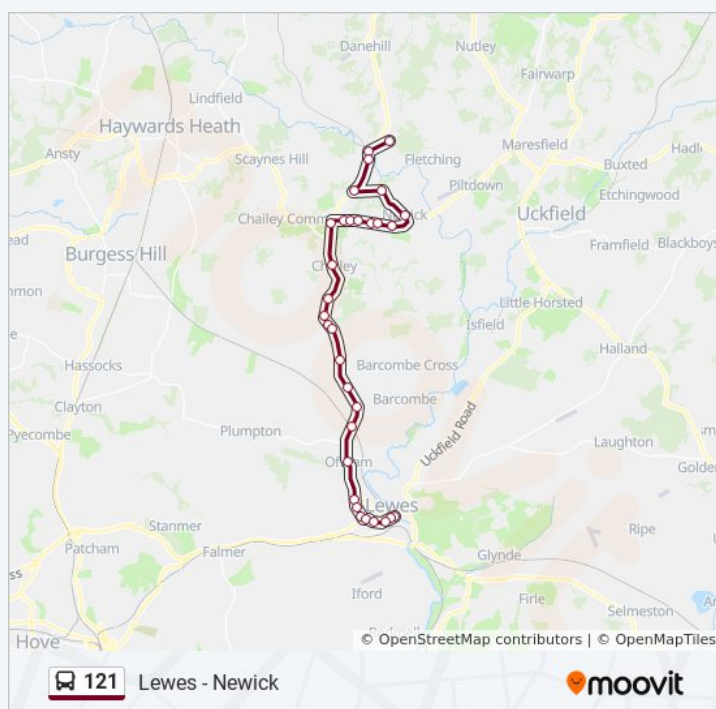 Danehill
Nutley
Fairwarp
Lindfield
Haywards Heath
Ansty
Scaynes Hill
Fletching
Maresfield
Buxted
Hadl
Piltdown
Etchingwood
Chailey Comm
Uckfield
Framfield
Blackboys
Burgess Hill
Little Horsted
Isfield
Halland
Hassocks
Barcombe Cross
Clayton
Barcombe
Pyecombe
Plumpton
Uckfield Road
Laughton
Golde
Lewes
Stanmer
Ripe
Patcham
Falmer
Glynde
Iford
Firle
Selmeston
Hove
© OpenStreetMap contributors | © OpenMapTiles
121 Lewes - Newick
moovit